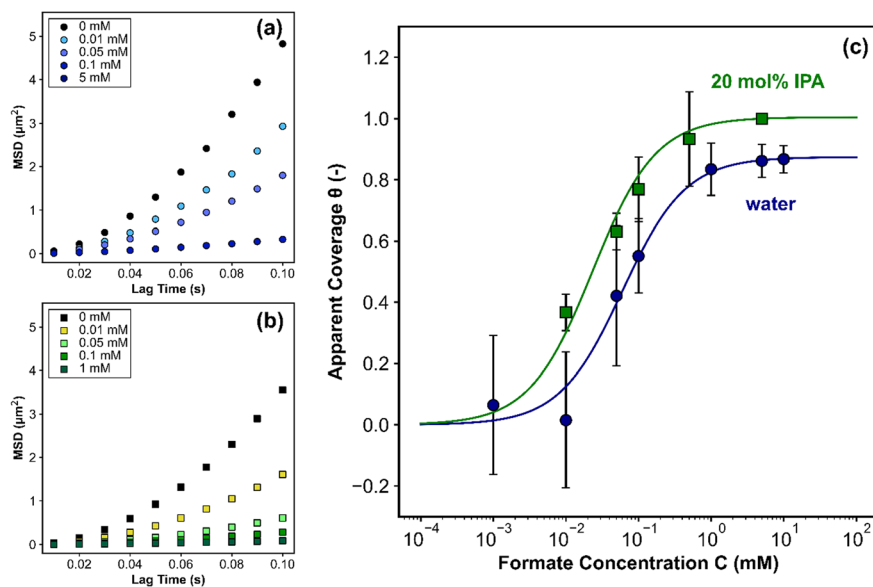 (a)
0 mM
0.01 mM
0.05 mM
0.1 mM
5 mM
MSD (μm²)
5
4
3
2
1
0
0.02 0.04 0.06 0.08 0.10
Lag Time (s)
(b)
0 mM
0.01 mM
0.05 mM
0.1 mM
1 mM
MSD (μm²)
5
4
3
2
1
0
0.02 0.04 0.06 0.08 0.10
Lag Time (s)
(c)
20 mol% IPA
water
Apparent Coverage θ (-)
1.2
1.0
0.8
0.6
0.4
0.2
0.0
−0.2
10⁻⁴ 10⁻³ 10⁻² 10⁻¹ 10⁰ 10¹ 10²
Formate Concentration C (mM)